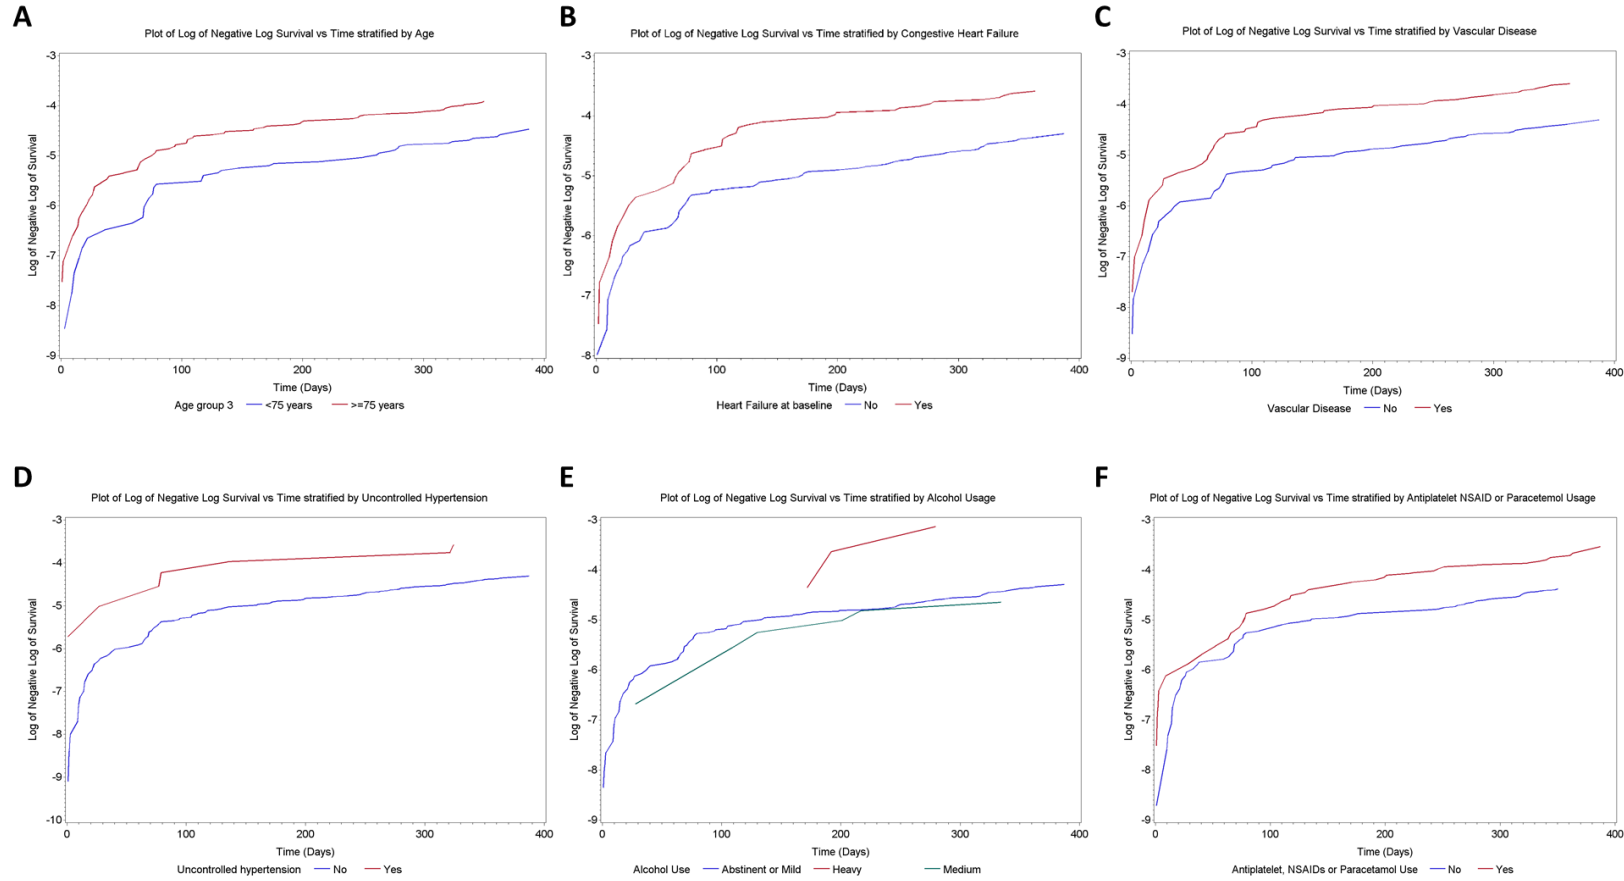 A
Plot of Log of Negative Log Survival vs Time stratified by Age
Log of Negative Log of Survival
-3
-4
-5
-6
-7
-8
-9
0 100 200 300 400
Time (Days)
Age group 3 <75 years >=75 years
B
Plot of Log of Negative Log Survival vs Time stratified by Congestive Heart Failure
Log of Negative Log of Survival
-3
-4
-5
-6
-7
-8
0 100 200 300 400
Time (Days)
Heart Failure at baseline No Yes
C
Plot of Log of Negative Log Survival vs Time stratified by Vascular Disease
Log of Negative Log of Survival
-3
-4
-5
-6
-7
-8
-9
0 100 200 300 400
Time (Days)
Vascular Disease No Yes
D
Plot of Log of Negative Log Survival vs Time stratified by Uncontrolled Hypertension
Log of Negative Log of Survival
-3
-4
-5
-6
-7
-8
-9
-10
0 100 200 300 400
Time (Days)
Uncontrolled hypertension No Yes
E
Plot of Log of Negative Log Survival vs Time stratified by Alcohol Usage
Log of Negative Log of Survival
-3
-4
-5
-6
-7
-8
-9
0 100 200 300 400
Time (Days)
Alcohol Use Abstinent or Mild Heavy Medium
F
Plot of Log of Negative Log Survival vs Time stratified by Antiplatelet NSAID or Paracetemol Usage
Log of Negative Log of Survival
-3
-4
-5
-6
-7
-8
-9
0 100 200 300 400
Time (Days)
Antiplatelet, NSAIDs or Paracetamol Use No Yes